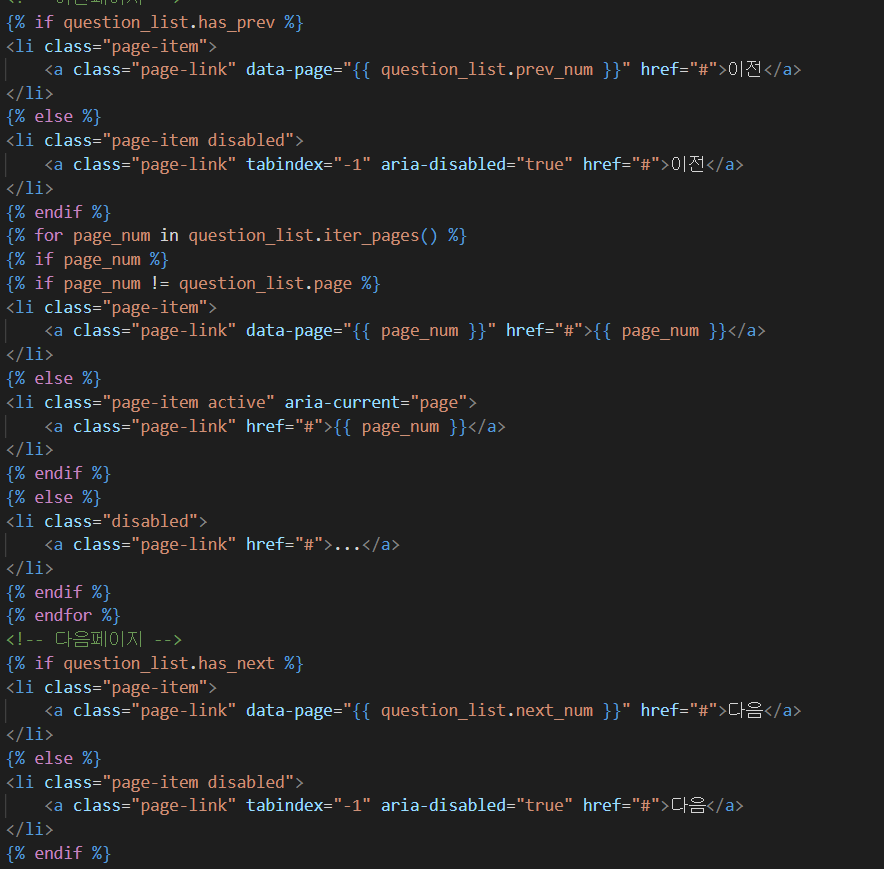 {% if question_list.has_prev %}
<li class="page-item">
<a class="page-link" data-page="{{ question_list.prev_num }}" href="#">이전</a>
</li>
{% else %}
<li class="page-item disabled">
<a class="page-link" tabindex="-1" aria-disabled="true" href="#">이전</a>
</li>
{% endif %}
{% for page_num in question_list.iter_pages() %}
{% if page_num %}
{% if page_num != question_list.page %}
<li class="page-item">
<a class="page-link" data-page="{{ page_num }}" href="#">{{ page_num }}</a>
</li>
{% else %}
<li class="page-item active" aria-current="page">
<a class="page-link" href="#">{{ page_num }}</a>
</li>
{% endif %}
{% else %}
<li class="disabled">
<a class="page-link" href="#">...</a>
</li>
{% endif %}
{% endfor %}
<!-- 다음페이지 -->
{% if question_list.has_next %}
<li class="page-item">
<a class="page-link" data-page="{{ question_list.next_num }}" href="#">다음</a>
</li>
{% else %}
<li class="page-item disabled">
<a class="page-link" tabindex="-1" aria-disabled="true" href="#">다음</a>
</li>
{% endif %}